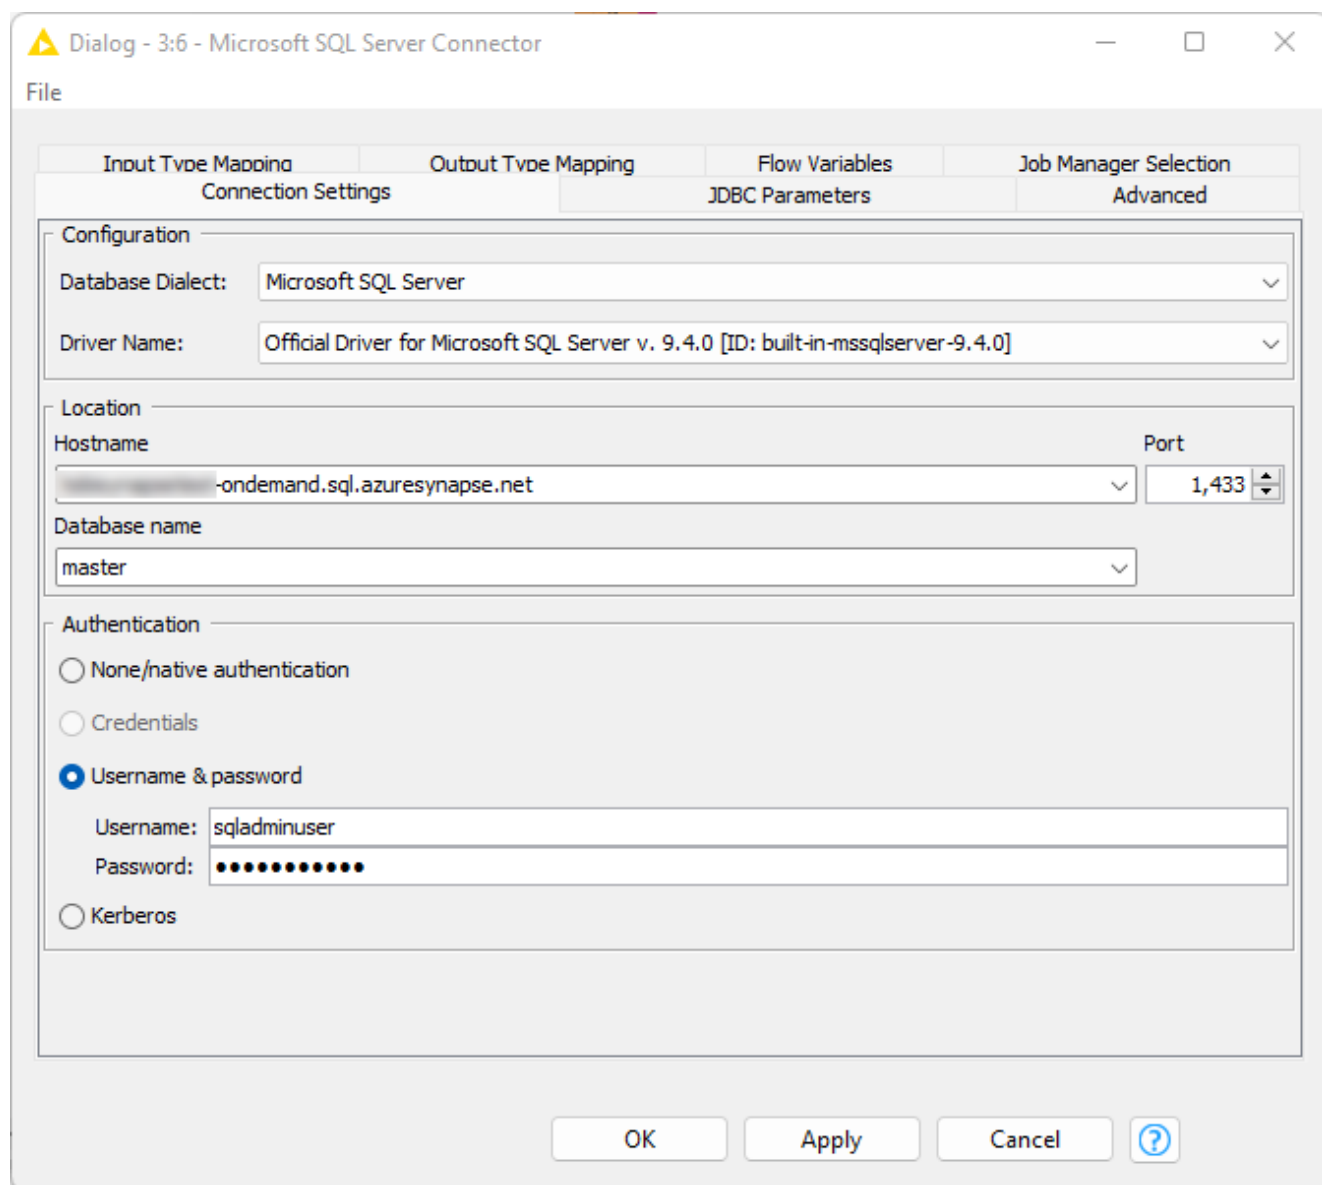 Dialog - 3:6 - Microsoft SQL Server Connector
File
Input Type Mapping Output Type Mapping Flow Variables Job Manager Selection
Connection Settings JDBC Parameters Advanced
Configuration
Database Dialect: Microsoft SQL Server
Driver Name: Official Driver for Microsoft SQL Server v. 9.4.0 [ID: built-in-mssqlserver-9.4.0]
Location
Hostname Port
-ondemand.sql.azuresynapse.net 1,433
Database name
master
Authentication
None/native authentication
Credentials
Username & password
Username: sqladminuser
Password: •••••••••••
Kerberos
OK Apply Cancel ?